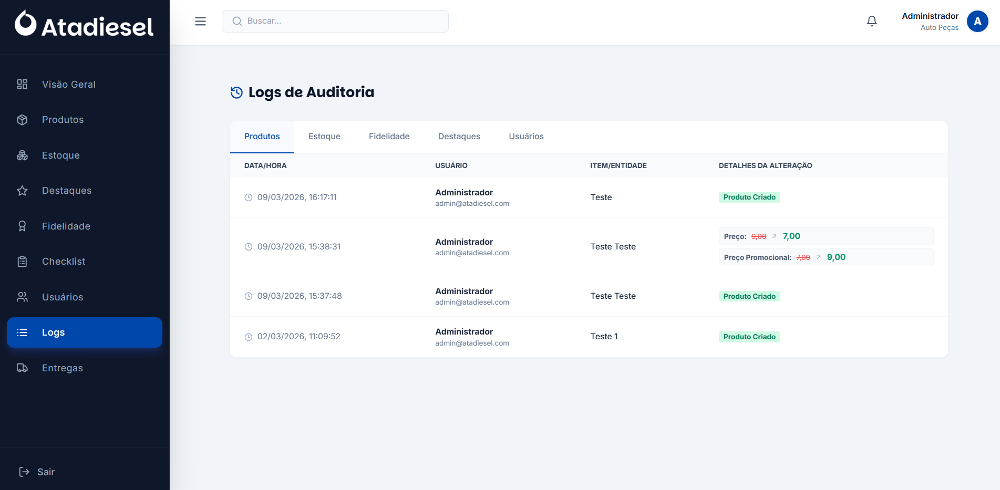 Atadiesel
Buscar...
Administrador
Auto Peças
A
Visão Geral
Produtos
Estoque
Destaques
Fidelidade
Checklist
Usuários
Logs
Entregas
Sair
Logs de Auditoria
Produtos Estoque Fidelidade Destaques Usuários
DATA/HORA USUÁRIO ITEM/ENTIDADE DETALHES DA ALTERAÇÃO
09/03/2026, 16:17:11 Administrador Teste Produto Criado
admin@atadiesel.com
09/03/2026, 15:38:31 Administrador Teste Teste Preço: 9,00 7,00
admin@atadiesel.com Preço Promocional: 7,00 9,00
09/03/2026, 15:37:48 Administrador Teste Teste Produto Criado
admin@atadiesel.com
02/03/2026, 11:09:52 Administrador Teste 1 Produto Criado
admin@atadiesel.com